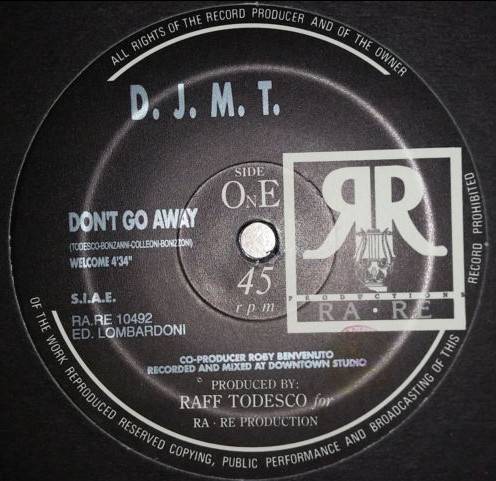 ALL RIGHTS OF THE RECORD PRODUCER AND OF THE OWNER
D. J. M. T.
SIDE
ONE
DON'T GO AWAY
(TODESCO-BONZANNI-COLLEONI-BONIZZONI)
WELCOME 4'34"
45
rpm
S.I.A.E.
RA.RE 10492
ED. LOMBARDONI
RR
PRODUCTIONS
RA·RE
CO-PRODUCER ROBY BENVENUTO
RECORDED AND MIXED AT DOWNTOWN STUDIO
PRODUCED BY:
RAFF TODESCO for
RA·RE PRODUCTION
OF THE WORK REPRODUCED RESERVED COPYING, PUBLIC PERFORMANCE AND BROADCASTING OF THIS
RECORD PROHIBITED